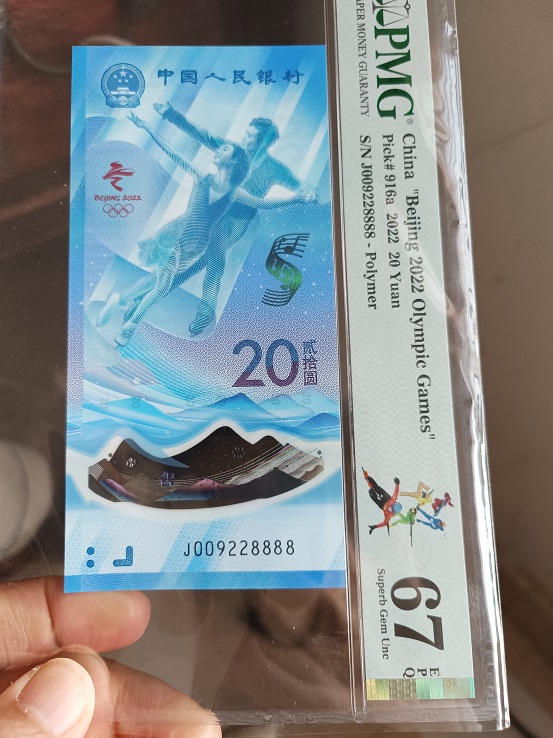 中国人民银行
BEIJING 2022
20
贰拾圆
J009228888
PAPER MONEY GUARANTY
PMG
China "Beijing 2022 Olympic Games"
Pick# 916a 2022 20 Yuan
S/N J009228888 - Polymer
67
EPQ
Superb Gem Unc